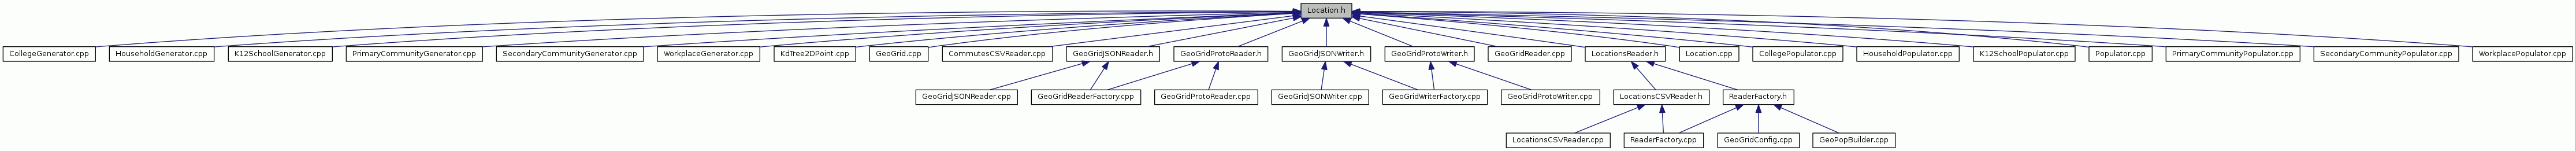 Location.h
CollegeGenerator.cpp
HouseholdGenerator.cpp
K12SchoolGenerator.cpp
PrimaryCommunityGenerator.cpp
SecondaryCommunityGenerator.cpp
WorkplaceGenerator.cpp
KdTree2DPoint.cpp
GeoGrid.cpp
CommutesCSVReader.cpp
GeoGridJSONReader.h
GeoGridProtoReader.h
GeoGridJSONWriter.h
GeoGridProtoWriter.h
GeoGridReader.cpp
LocationsReader.h
Location.cpp
CollegePopulator.cpp
HouseholdPopulator.cpp
K12SchoolPopulator.cpp
Populator.cpp
PrimaryCommunityPopulator.cpp
SecondaryCommunityPopulator.cpp
WorkplacePopulator.cpp
GeoGridJSONReader.cpp
GeoGridReaderFactory.cpp
GeoGridProtoReader.cpp
GeoGridJSONWriter.cpp
GeoGridWriterFactory.cpp
GeoGridProtoWriter.cpp
LocationsCSVReader.h
ReaderFactory.h
LocationsCSVReader.cpp
ReaderFactory.cpp
GeoGridConfig.cpp
GeoPopBuilder.cpp